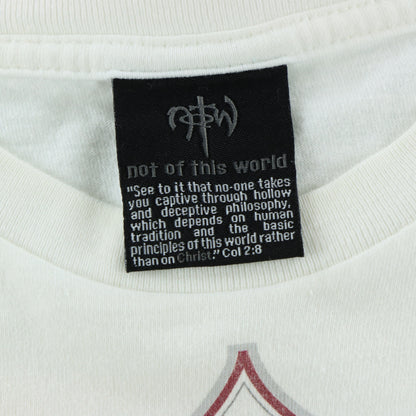 NOTW
not of this world
"See to it that no-one takes
you captive through hollow
and deceptive philosophy,
which depends on human
tradition and the basic
principles of this world rather
than on Christ." Col 2:8